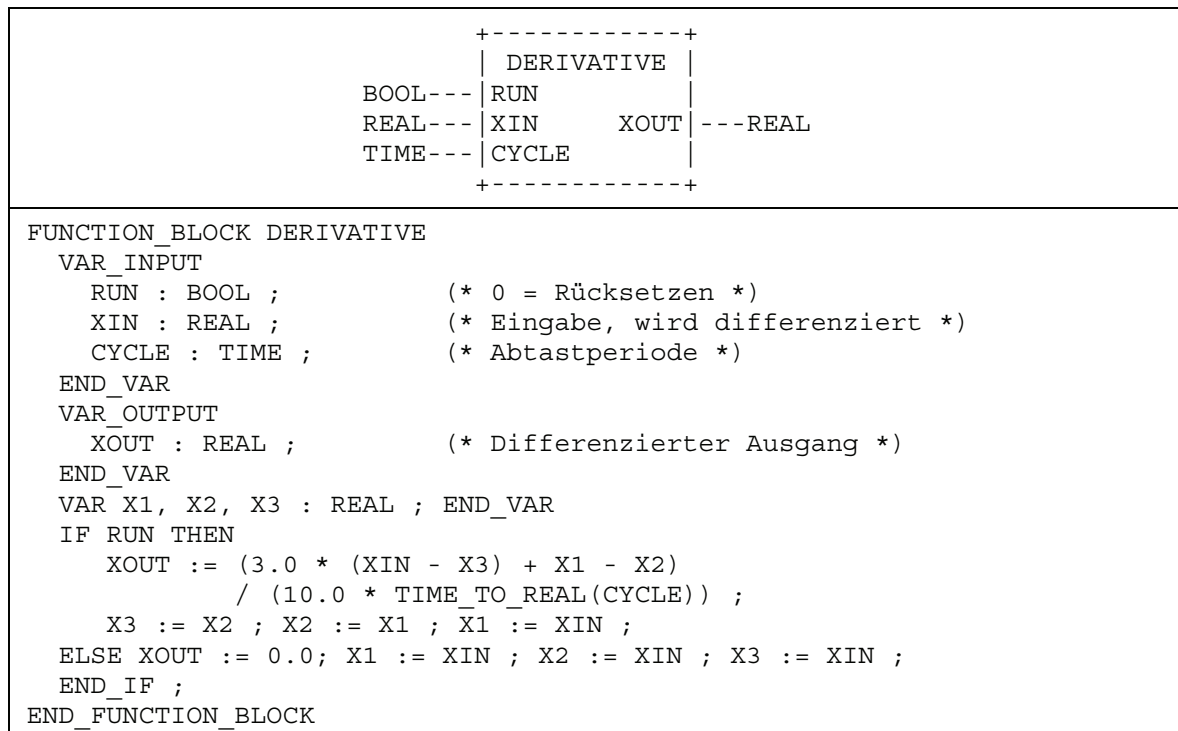 +------------+
| DERIVATIVE |
BOOL---|RUN         |
REAL---|XIN     XOUT|---REAL
TIME---|CYCLE       |
+------------+
FUNCTION_BLOCK DERIVATIVE
VAR_INPUT
RUN : BOOL ;           (* 0 = Rücksetzen *)
XIN : REAL ;           (* Eingabe, wird differenziert *)
CYCLE : TIME ;         (* Abtastperiode *)
END_VAR
VAR_OUTPUT
XOUT : REAL ;          (* Differenzierter Ausgang *)
END_VAR
VAR X1, X2, X3 : REAL ; END_VAR
IF RUN THEN
XOUT := (3.0 * (XIN - X3) + X1 - X2)
/ (10.0 * TIME_TO_REAL(CYCLE)) ;
X3 := X2 ; X2 := X1 ; X1 := XIN ;
ELSE XOUT := 0.0; X1 := XIN ; X2 := XIN ; X3 := XIN ;
END_IF ;
END_FUNCTION_BLOCK